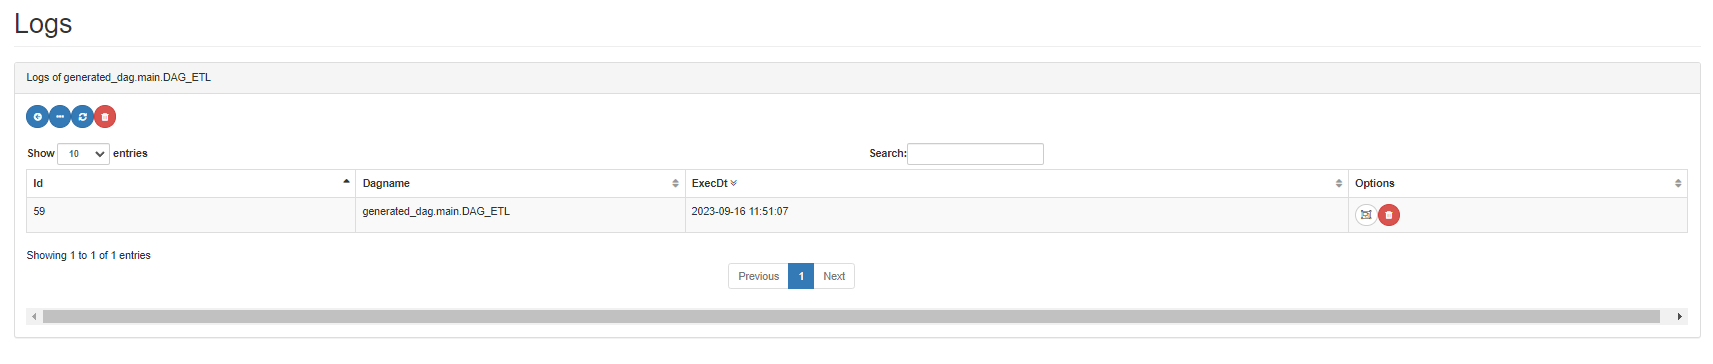 Logs
Logs of generated_dag.main.DAG_ETL
Show 10 entries Search:
Id Dagname ExecDt Options
59 generated_dag.main.DAG_ETL 2023-09-16 11:51:07
Showing 1 to 1 of 1 entries
Previous 1 Next